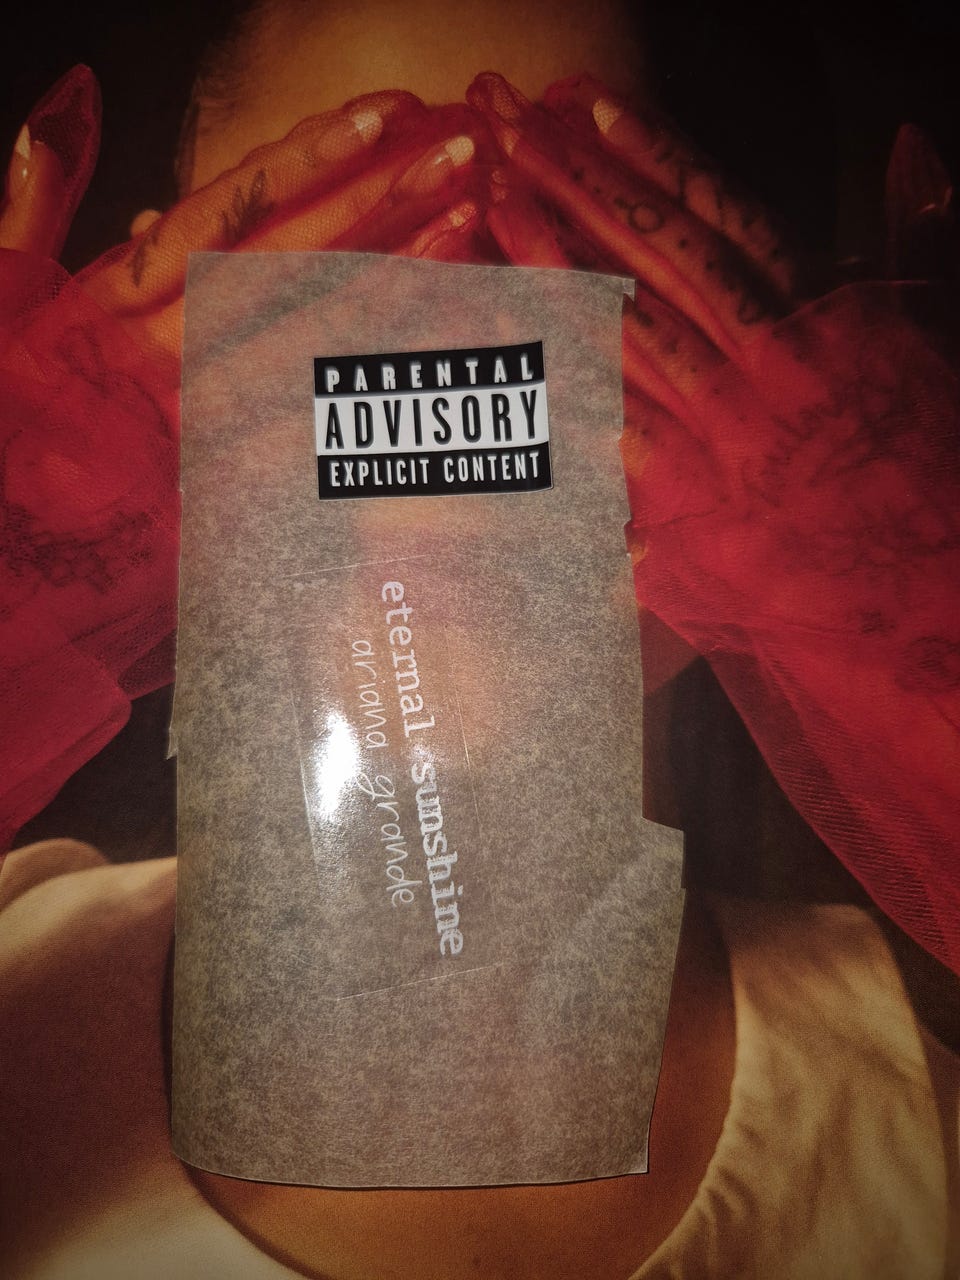 PARENTAL
ADVISORY
EXPLICIT CONTENT
eternal sunshine
ariana grande